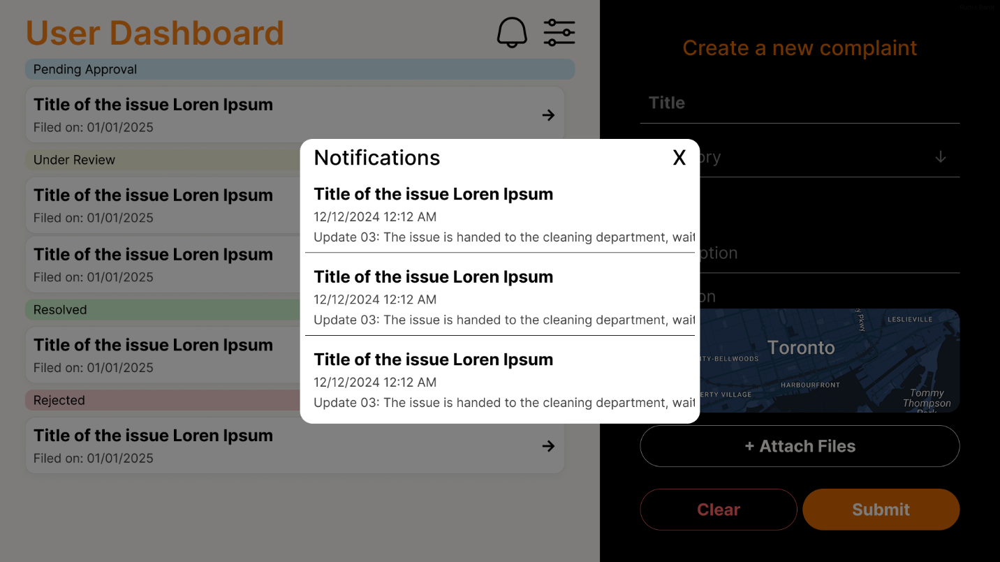 User Dashboard
Pending Approval
Title of the issue Loren Ipsum
Filed on: 01/01/2025
Under Review
Title of the issue Loren Ipsum
Filed on: 01/01/2025
Title of the issue Loren Ipsum
Filed on: 01/01/2025
Resolved
Title of the issue Loren Ipsum
Filed on: 01/01/2025
Rejected
Title of the issue Loren Ipsum
Filed on: 01/01/2025
Notifications
X
Title of the issue Loren Ipsum
12/12/2024 12:12 AM
Update 03: The issue is handed to the cleaning department, wait
Title of the issue Loren Ipsum
12/12/2024 12:12 AM
Update 03: The issue is handed to the cleaning department, wait
Title of the issue Loren Ipsum
12/12/2024 12:12 AM
Update 03: The issue is handed to the cleaning department, wait
Create a new complaint
Title
ory
ption
on
Pkwy
LESLIEVILLE
Toronto
ITY-BELLWOODS
HARBOURFRONT
ERTY VILLAGE
Tommy
Thompson
+ Attach Files
Clear
Submit